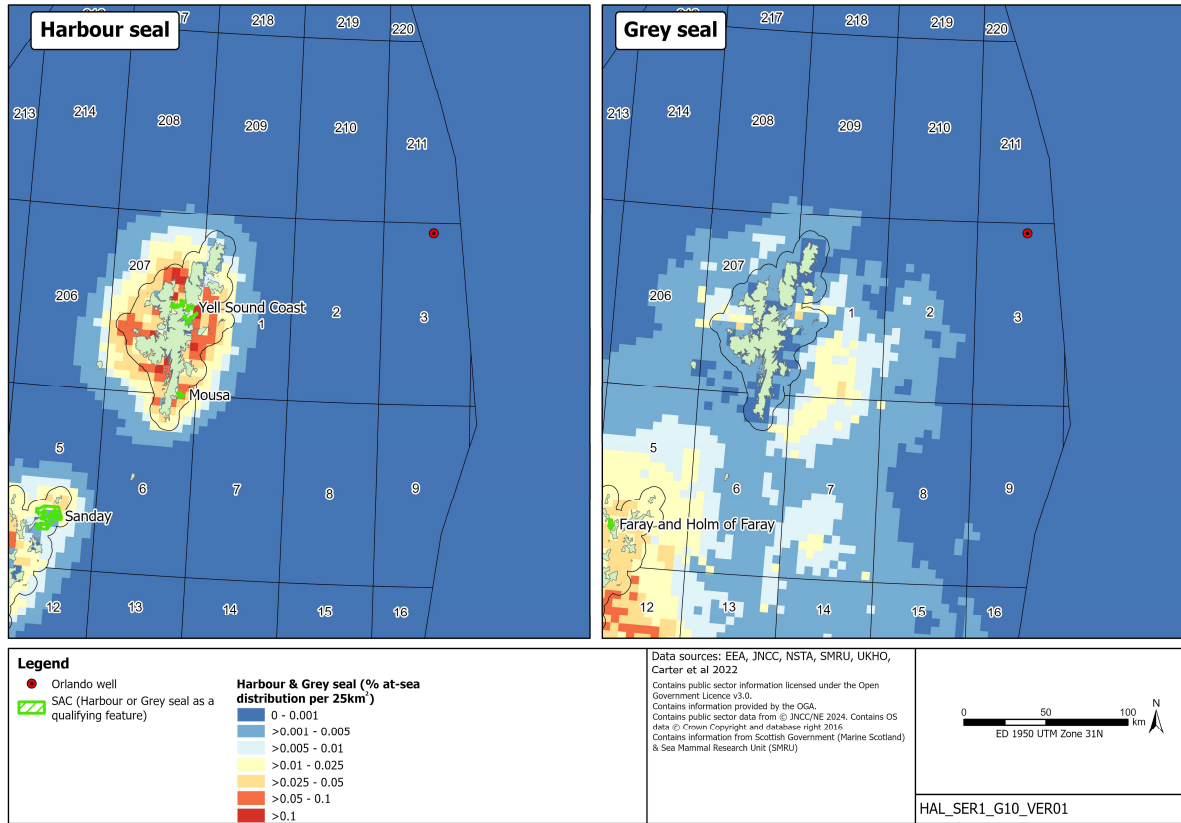 Harbour seal
17
218
219
220
213
214
208
209
210
211
207
206
Yell Sound Coast
1
2
3
Mousa
5
6
7
8
9
Sanday
12
13
14
15
16
Grey seal
217
218
219
220
213
214
208
209
210
211
207
206
1
2
3
5
6
7
8
9
Faray and Holm of Faray
12
13
14
15
16
Legend
Orlando well
SAC (Harbour or Grey seal as a
qualifying feature)
Harbour & Grey seal (% at-sea
distribution per 25km²)
0 - 0.001
>0.001 - 0.005
>0.005 - 0.01
>0.01 - 0.025
>0.025 - 0.05
>0.05 - 0.1
>0.1
Data sources: EEA, JNCC, NSTA, SMRU, UKHO,
Carter et al 2022
Contains public sector information licensed under the Open
Government Licence v3.0.
Contains information provided by the OGA.
Contains public sector data from © JNCC/NE 2024. Contains OS
data © Crown Copyright and database right 2016
Contains information from Scottish Government (Marine Scotland)
& Sea Mammal Research Unit (SMRU)
0 50 100
km
N
ED 1950 UTM Zone 31N
HAL_SER1_G10_VER01